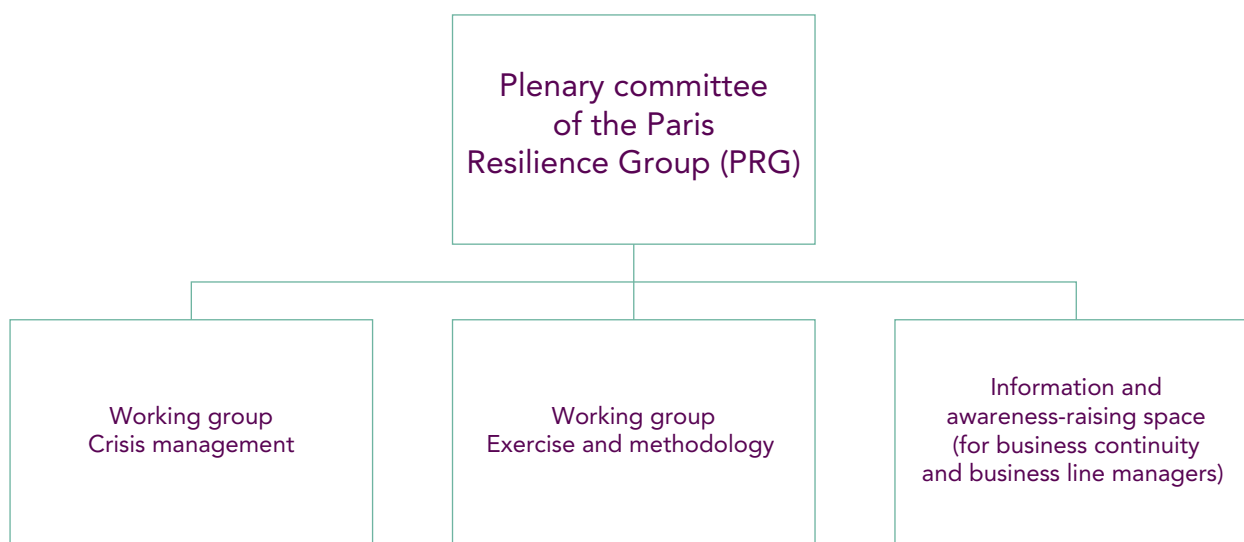 Plenary committee
of the Paris
Resilience Group (PRG)
Working group
Crisis management
Working group
Exercise and methodology
Information and
awareness-raising space
(for business continuity
and business line managers)